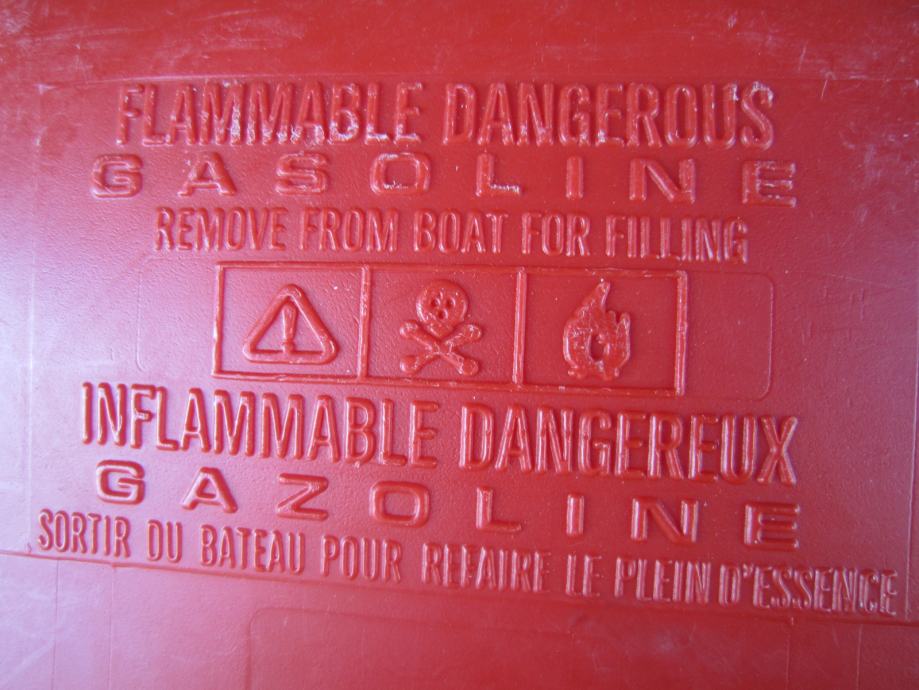 FLAMMABLE DANGEROUS
GASOLINE
REMOVE FROM BOAT FOR FILLING
INFLAMMABLE DANGEREUX
GAZOLINE
SORTIR DU BATEAU POUR REFAIRE LE PLEIN D'ESSENCE